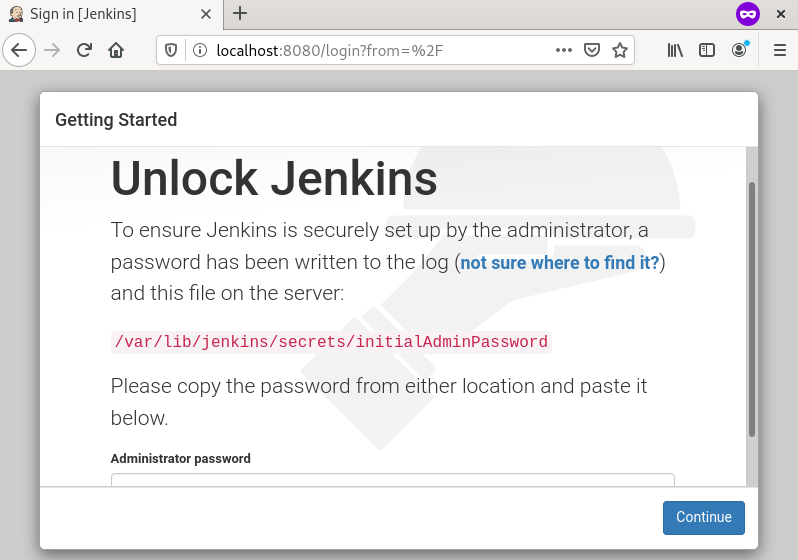 Sign in [Jenkins]
localhost:8080/login?from=%2F
Getting Started
Unlock Jenkins
To ensure Jenkins is securely set up by the administrator, a
password has been written to the log (not sure where to find it?)
and this file on the server:
/var/lib/jenkins/secrets/initialAdminPassword
Please copy the password from either location and paste it
below.
Administrator password
Continue